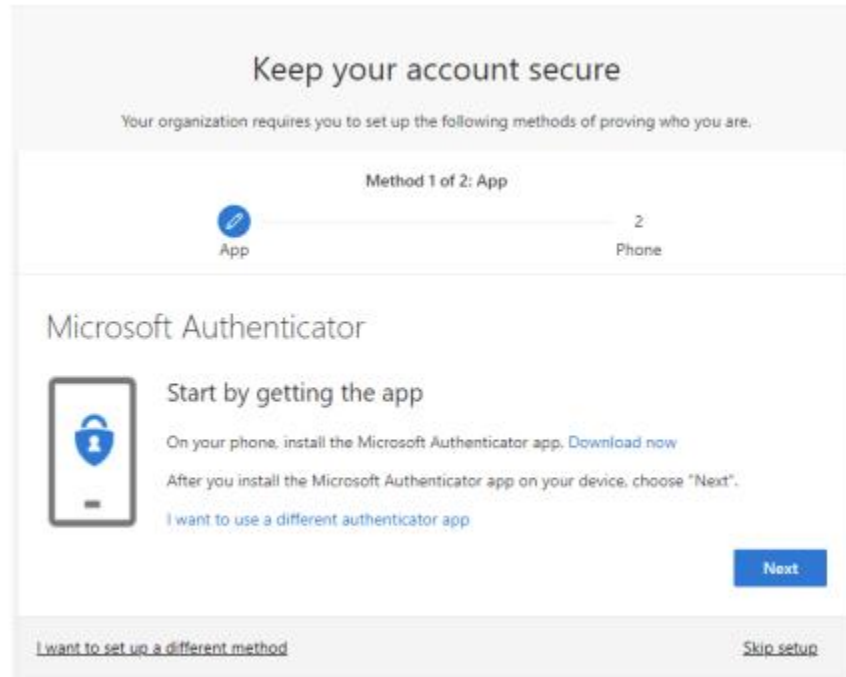 Keep your account secure
Your organization requires you to set up the following methods of proving who you are.
Method 1 of 2: App
App
2
Phone
Microsoft Authenticator
Start by getting the app
On your phone, install the Microsoft Authenticator app. Download now
After you install the Microsoft Authenticator app on your device, choose "Next".
I want to use a different authenticator app
Next
I want to set up a different method
Skip setup